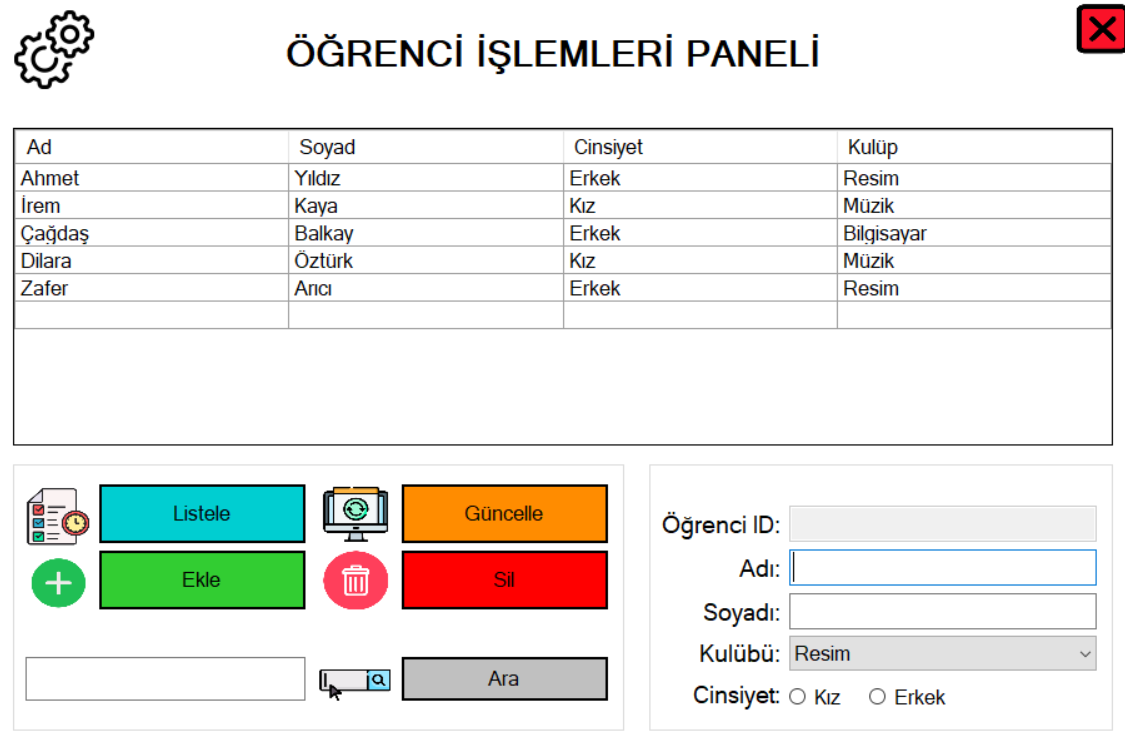 ÖĞRENCİ İŞLEMLERİ PANELİ
Ad Soyad Cinsiyet Kulüp
Ahmet Yıldız Erkek Resim
İrem Kaya Kız Müzik
Çağdaş Balkay Erkek Bilgisayar
Dilara Öztürk Kız Müzik
Zafer Arıcı Erkek Resim
Listele Güncelle
Ekle Sil
Ara
Öğrenci ID:
Adı:
Soyadı:
Kulübü: Resim
Cinsiyet: Kız Erkek